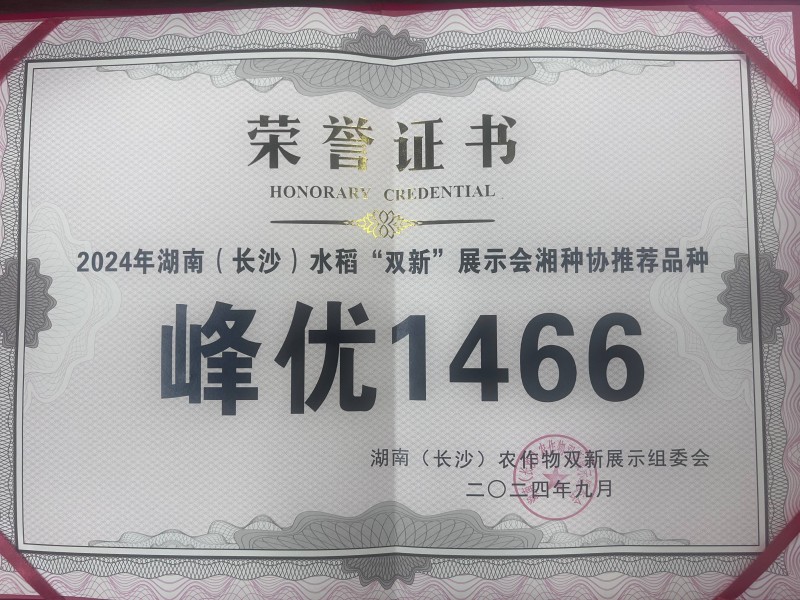 荣誉证书
HONORARY CREDENTIAL
2024年湖南（长沙）水稻“双新”展示会湘种协推荐品种
峰优1466
湖南（长沙）农作物双新展示组委会
二〇二四年九月